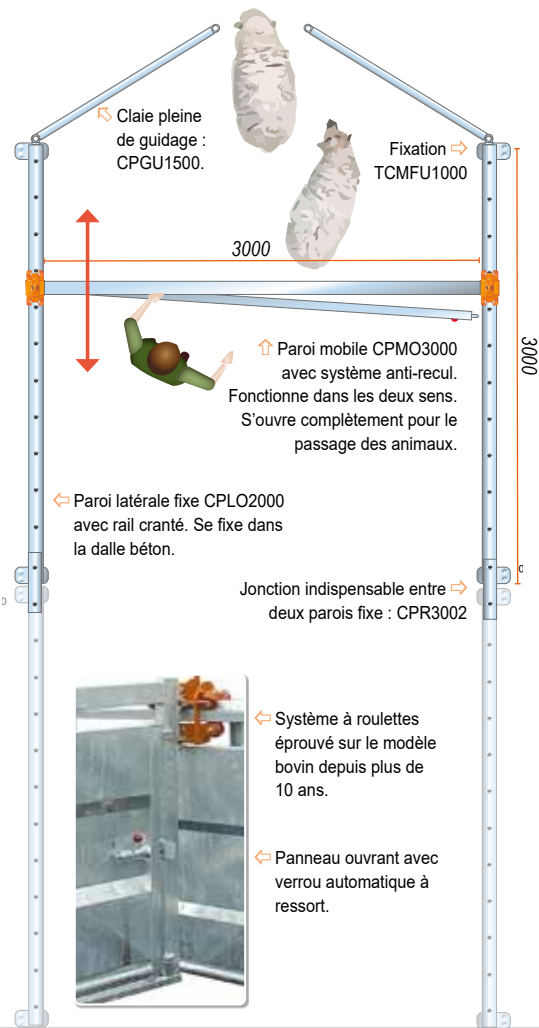 Claie pleine
de guidage :
CPGU1500.
Fixation
TCMFU1000
3000
3000
Paroi mobile CPMO3000
avec système anti-recul.
Fonctionne dans les deux sens.
S’ouvre complètement pour le
passage des animaux.
Paroi latérale fixe CPLO2000
avec rail cranté. Se fixe dans
la dalle béton.
Jonction indispensable entre
deux parois fixe : CPR3002
Système à roulettes
éprouvé sur le modèle
bovin depuis plus de
10 ans.
Panneau ouvrant avec
verrou automatique à
ressort.